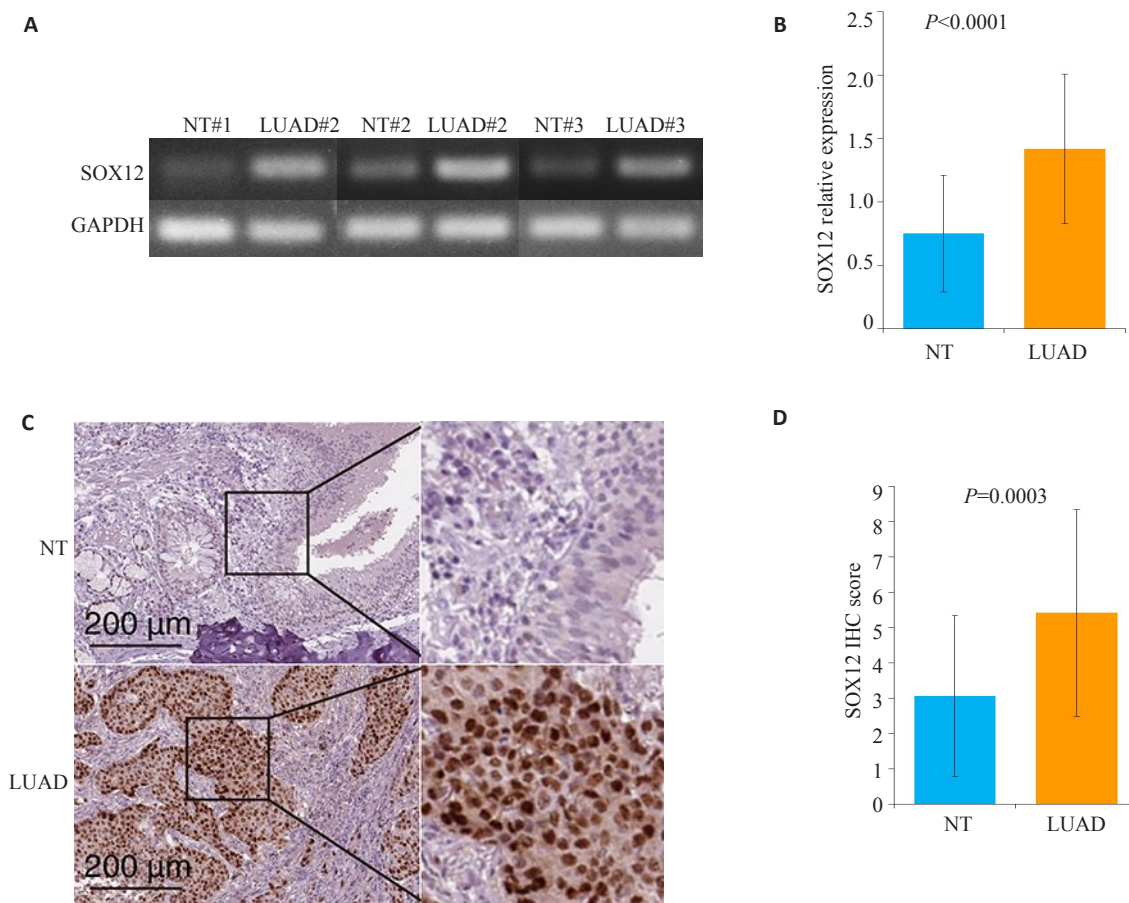 A
NT#1 LUAD#2 NT#2 LUAD#2 NT#3 LUAD#3
SOX12
GAPDH
B
P<0.0001
SOX12 relative expression
2.5
2.0
1.5
1.0
0.5
0
NT LUAD
C
NT
200 μm
LUAD
200 μm
D
P=0.0003
SOX12 IHC score
9
8
7
6
5
4
3
2
1
0
NT LUAD